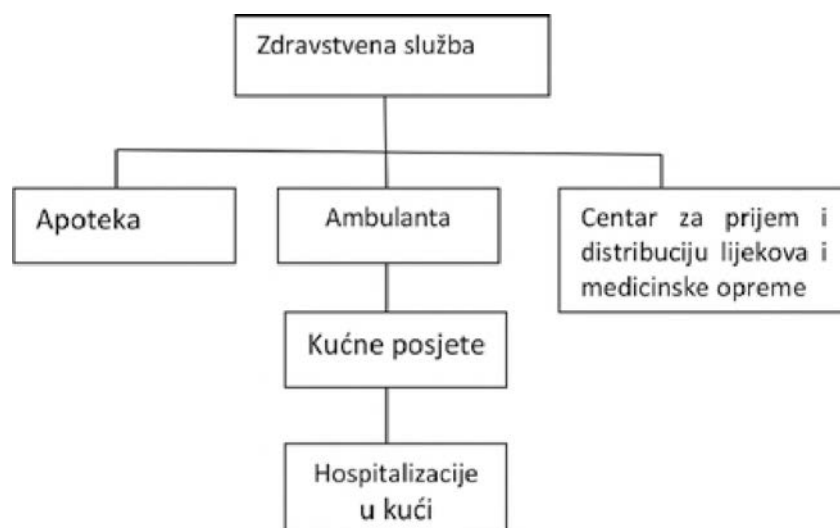 Zdravstvena služba
Apoteka
Ambulanta
Centar za prijem i
distribuciju lijekova i
medicinske opreme
Kućne posjete
Hospitalizacije
u kući